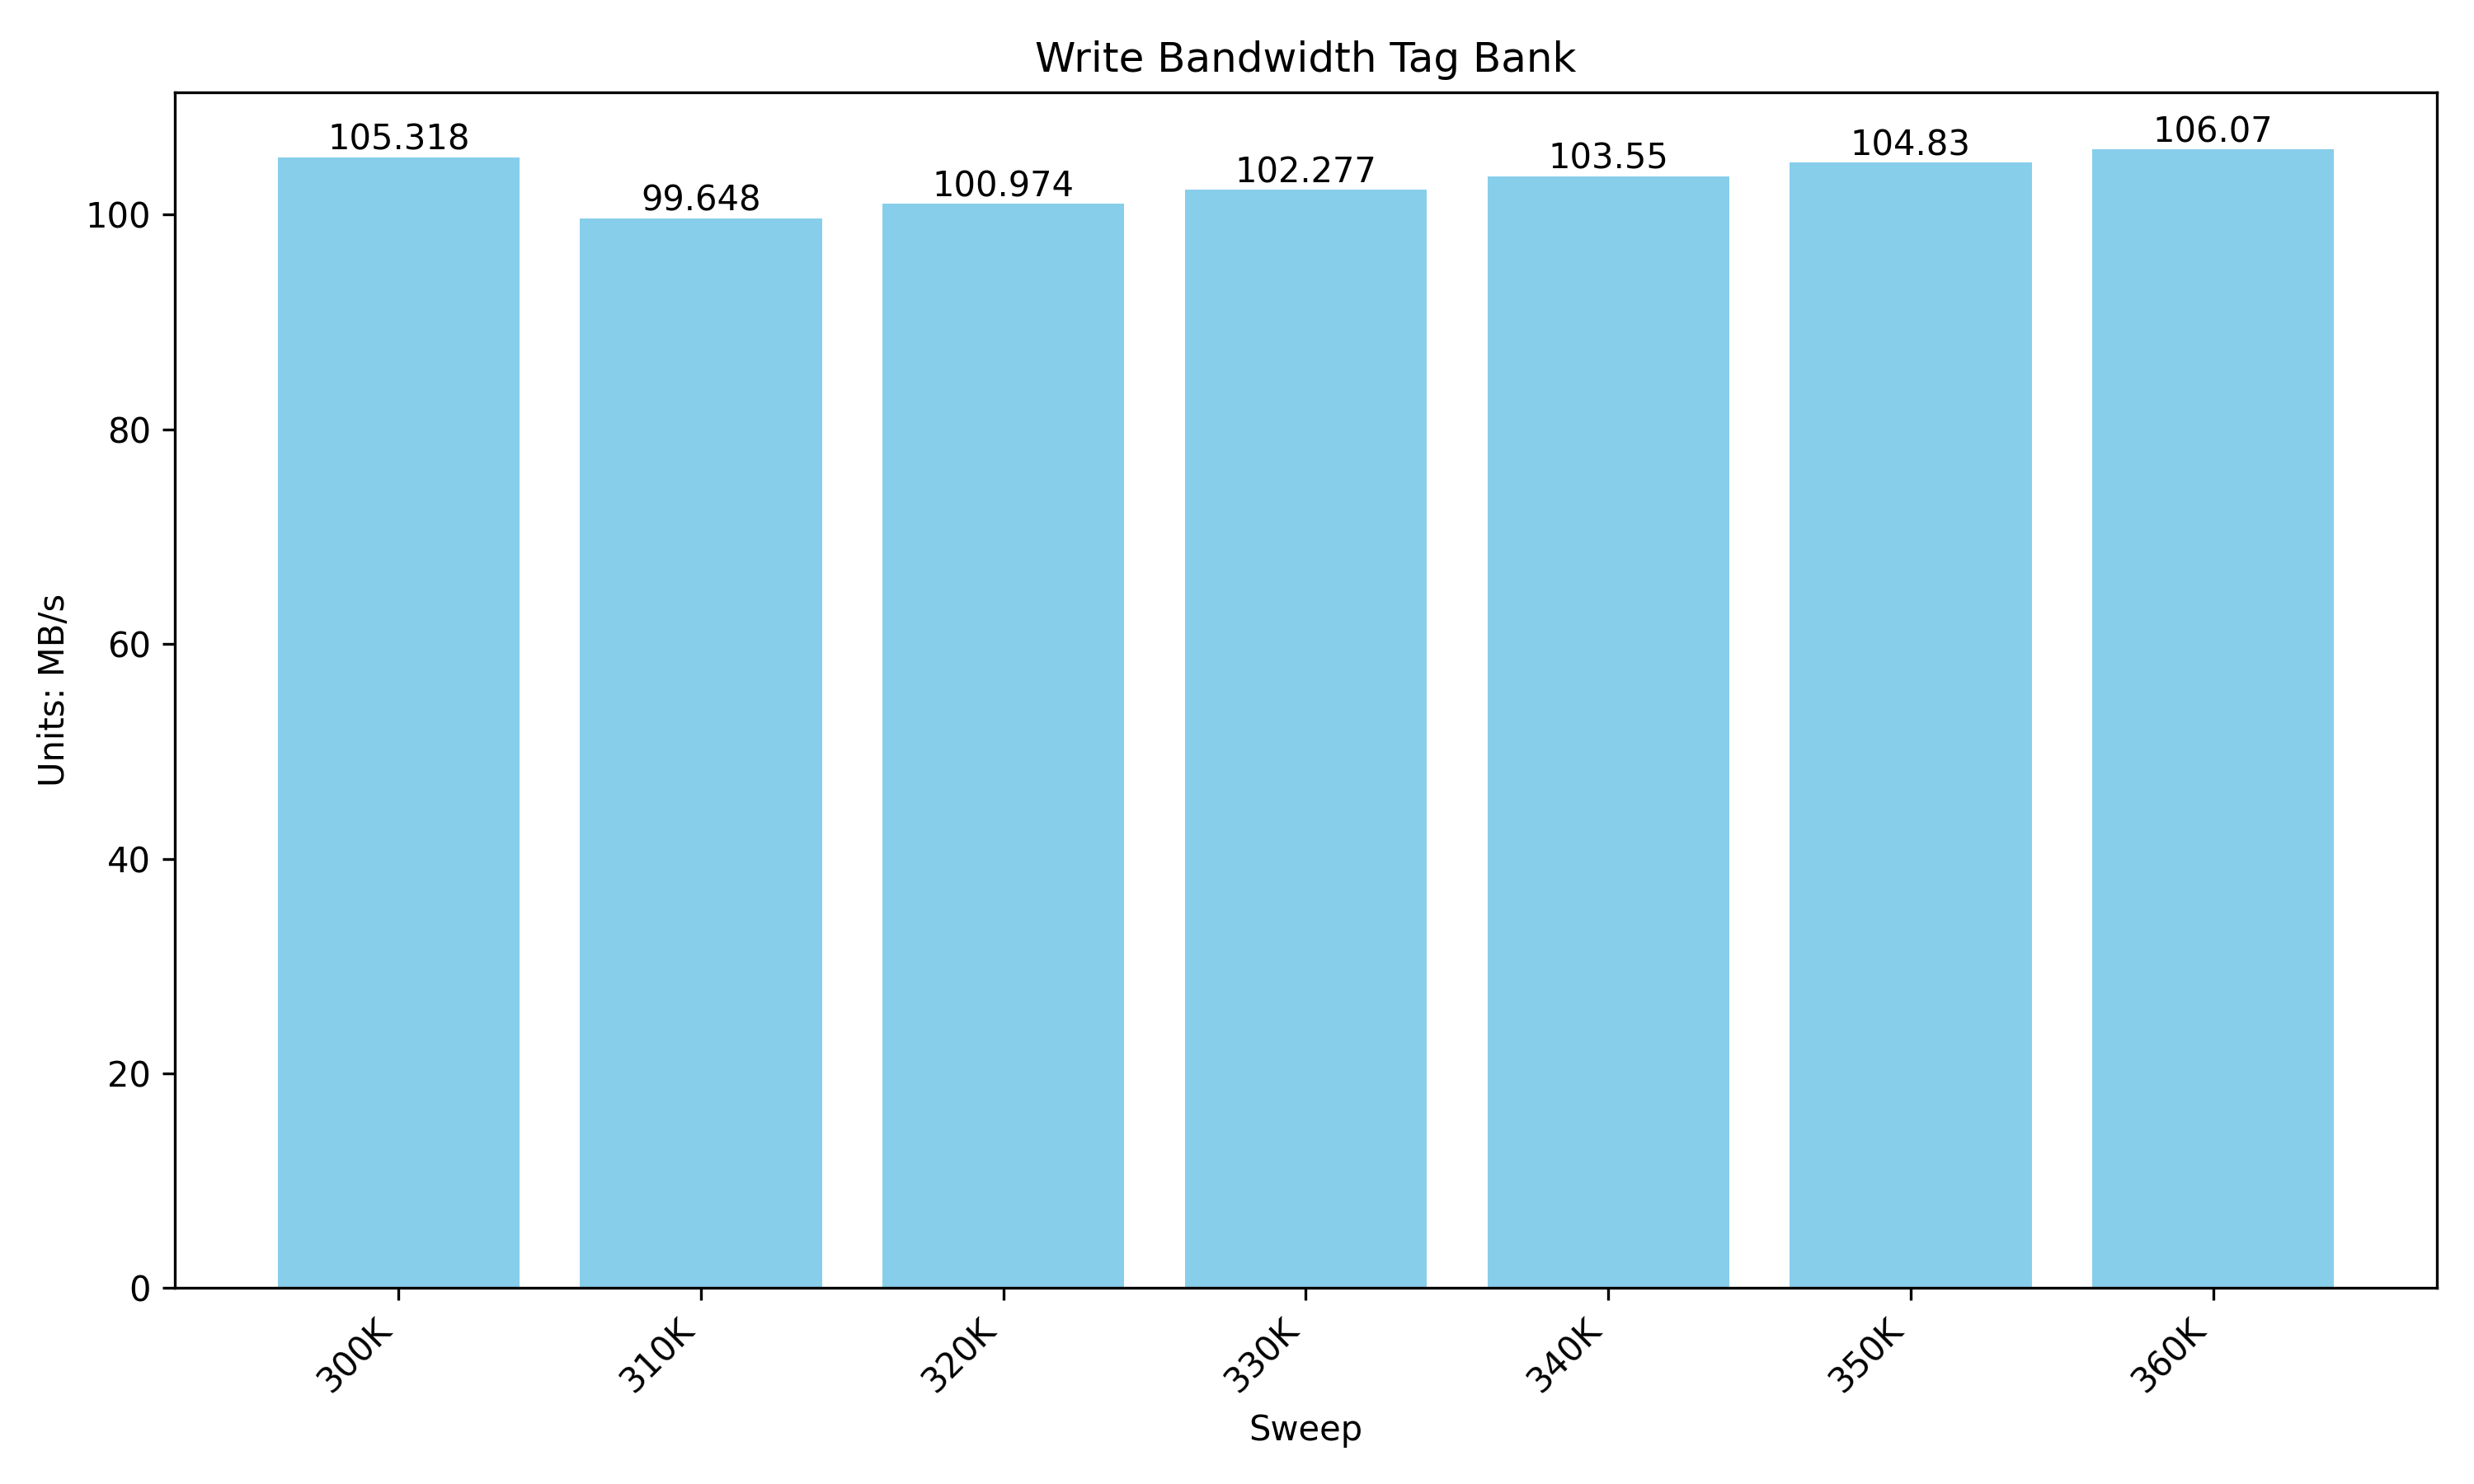 Write Bandwidth Tag Bank
105.318
99.648
100.974
102.277
103.55
104.83
106.07
100
80
60
40
20
0
Units: MB/s
300K
310K
320K
330K
340K
350K
360K
Sweep